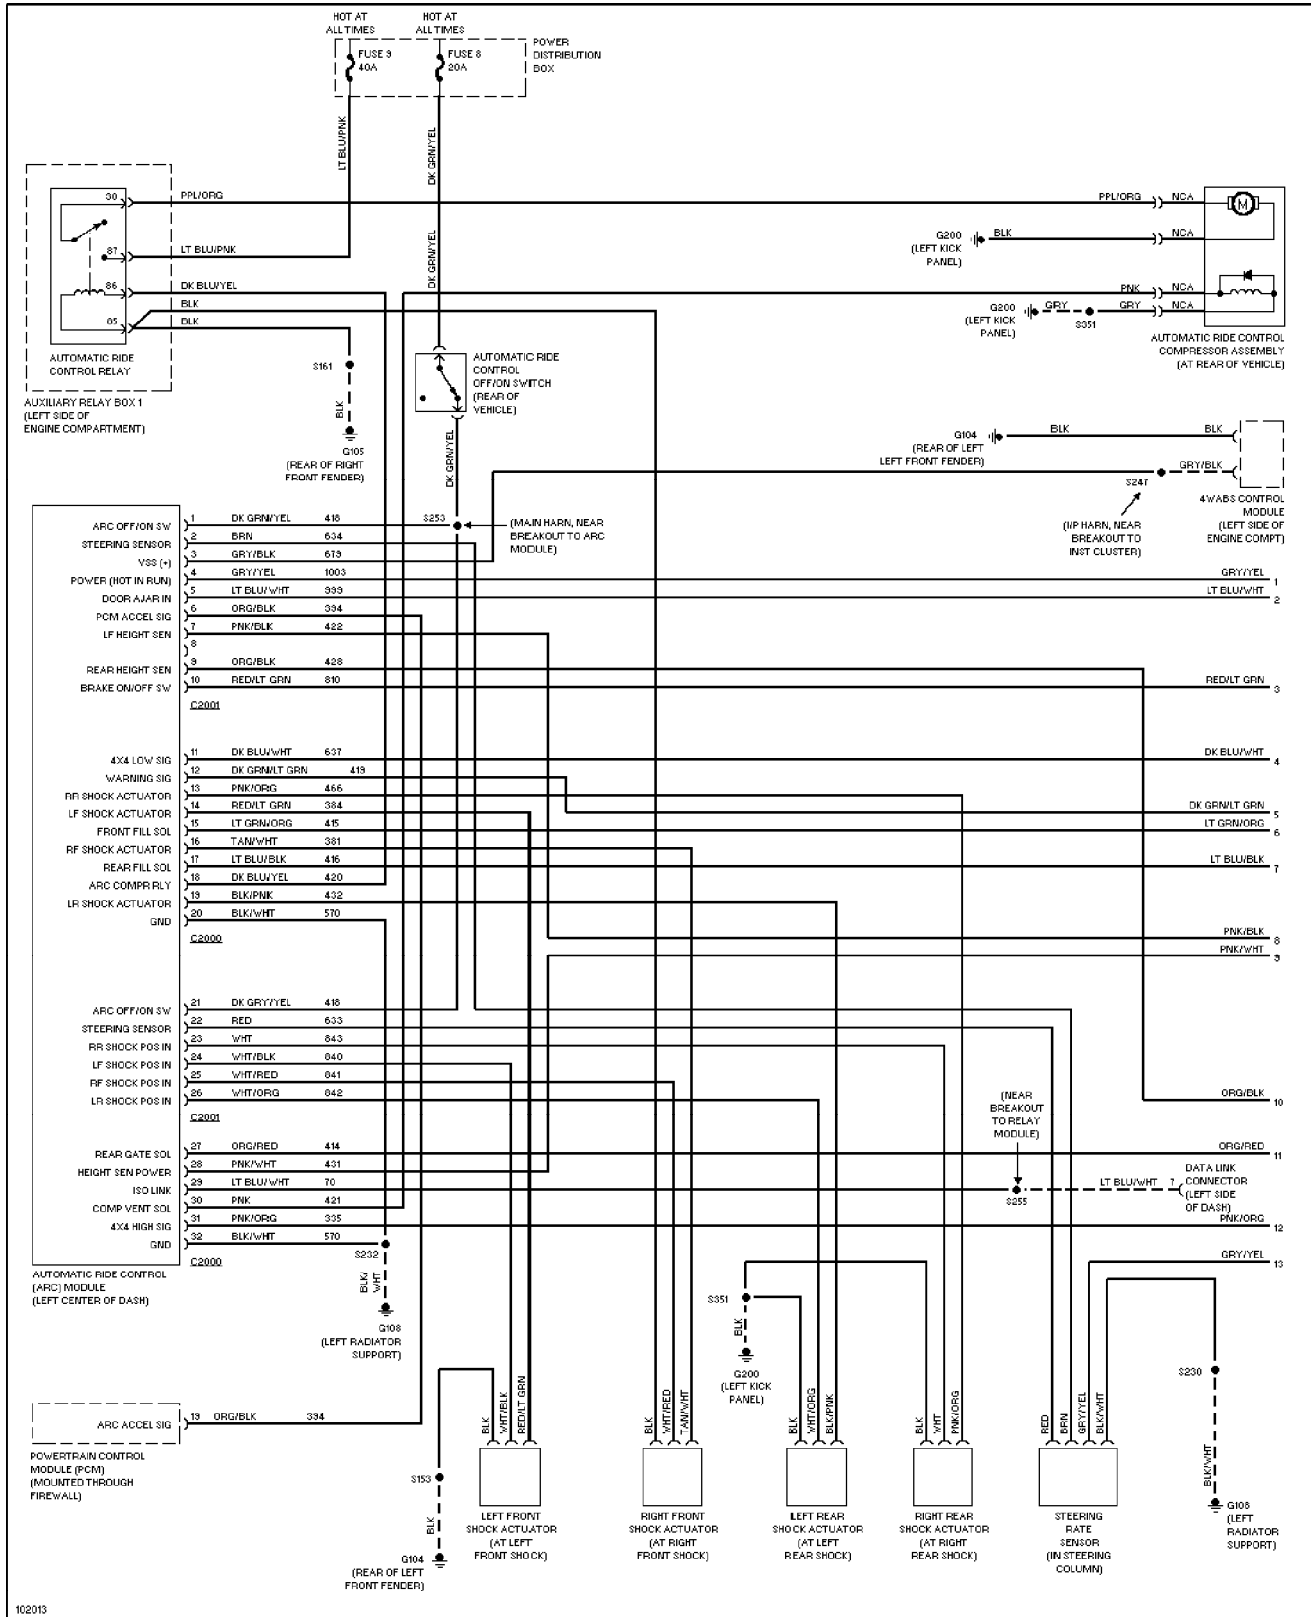 HOT AT
ALL TIMES
HOT AT
ALL TIMES
FUSE 9
40A
FUSE 8
20A
POWER
DISTRIBUTION
BOX
LT BLU/PNK
DK GRN/YEL
30
PPL/ORG
PPL/ORG
NCA
M
G200
(LEFT KICK
PANEL)
BLK
NCA
87
LT BLU/PNK
DK GRN/YEL
86
DK BLU/YEL
BLK
PNK
NCA
G200
(LEFT KICK
PANEL)
GRY
GRY
NCA
S351
BLK
AUTOMATIC RIDE
CONTROL RELAY
AUXILIARY RELAY BOX 1
(LEFT SIDE OF
ENGINE COMPARTMENT)
S161
BLK
G105
(REAR OF RIGHT
FRONT FENDER)
AUTOMATIC RIDE
CONTROL
OFF/ON SWITCH
(REAR OF
VEHICLE)
DK GRN/YEL
AUTOMATIC RIDE CONTROL
COMPRESSOR ASSEMBLY
(AT REAR OF VEHICLE)
G104
(REAR OF LEFT
LEFT FRONT FENDER)
BLK
BLK
GRY/BLK
S247
4WABS CONTROL
MODULE
(LEFT SIDE OF
ENGINE COMPT)
(I/P HARN, NEAR
BREAKOUT TO
INST CLUSTER)
S253
(MAIN HARN, NEAR
BREAKOUT TO ARC
MODULE)
ARC OFF/ON SW 1 DK GRN/YEL 418
STEERING SENSOR 2 BRN 634
VSS (+) 3 GRY/BLK 679
POWER (HOT IN RUN) 4 GRY/YEL 1003 GRY/YEL 1
DOOR AJAR IN 5 LT BLU/WHT 999 LT BLU/WHT 2
PCM ACCEL SIG 6 ORG/BLK 394
LF HEIGHT SEN 7 PNK/BLK 422
8
REAR HEIGHT SEN 9 ORG/BLK 428
BRAKE ON/OFF SW 10 RED/LT GRN 810 RED/LT GRN 3
C2001
4X4 LOW SIG 11 DK BLU/WHT 637 DK BLU/WHT 4
WARNING SIG 12 DK GRN/LT GRN 419
RR SHOCK ACTUATOR 13 PNK/ORG 466
LF SHOCK ACTUATOR 14 RED/LT GRN 384 DK GRN/LT GRN 5
FRONT FILL SOL 15 LT GRN/ORG 415 LT GRN/ORG 6
RF SHOCK ACTUATOR 16 TAN/WHT 381
REAR FILL SOL 17 LT BLU/BLK 416 LT BLU/BLK 7
ARC COMPR RLY 18 DK BLU/YEL 420
LR SHOCK ACTUATOR 19 BLK/PNK 432
GND 20 BLK/WHT 570
C2000
PNK/BLK 8
PNK/WHT 9
ARC OFF/ON SW 21 DK GRY/YEL 418
STEERING SENSOR 22 RED 633
RR SHOCK POS IN 23 WHT 843
LF SHOCK POS IN 24 WHT/BLK 840
RF SHOCK POS IN 25 WHT/RED 841
LR SHOCK POS IN 26 WHT/ORG 842
C2001
ORG/BLK 10
(NEAR
BREAKOUT
TO RELAY
MODULE)
REAR GATE SOL 27 ORG/RED 414 ORG/RED 11
HEIGHT SEN POWER 28 PNK/WHT 431
ISO LINK 29 LT BLU/WHT 70
S255
LT BLU/WHT 7
DATA LINK
CONNECTOR
(LEFT SIDE
OF DASH)
COMP VENT SOL 30 PNK 421
4X4 HIGH SIG 31 PNK/ORG 335 PNK/ORG 12
GND 32 BLK/WHT 570
S232
C2000
GRY/YEL 13
AUTOMATIC RIDE CONTROL
(ARC) MODULE
(LEFT CENTER OF DASH)
BLK/
WHT
G108
(LEFT RADIATOR
SUPPORT)
S351
BLK
G200
(LEFT KICK
PANEL)
S230
BLK/WHT
G108
(LEFT
RADIATOR
SUPPORT)
ARC ACCEL SIG 19 ORG/BLK 394
POWERTRAIN CONTROL
MODULE (PCM)
(MOUNTED THROUGH
FIREWALL)
S153
BLK
G104
(REAR OF LEFT
FRONT FENDER)
BLK
WHT/BLK
RED/LT GRN
LEFT FRONT
SHOCK ACTUATOR
(AT LEFT
FRONT SHOCK)
BLK
WHT/RED
TAN/WHT
RIGHT FRONT
SHOCK ACTUATOR
(AT RIGHT
FRONT SHOCK)
BLK
WHT/ORG
BLK/PNK
LEFT REAR
SHOCK ACTUATOR
(AT LEFT
REAR SHOCK)
BLK
WHT
PNK/ORG
RIGHT REAR
SHOCK ACTUATOR
(AT RIGHT
REAR SHOCK)
RED
BRN
GRY/YEL
BLK/WHT
STEERING
RATE
SENSOR
(IN STEERING
COLUMN)
102013